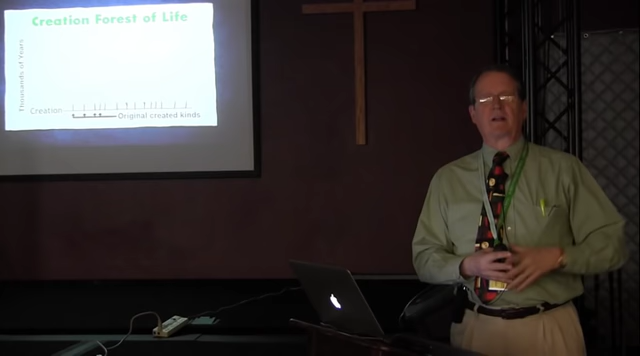 Creation Forest of Life
Thousands of Years
Creation
Original created kinds